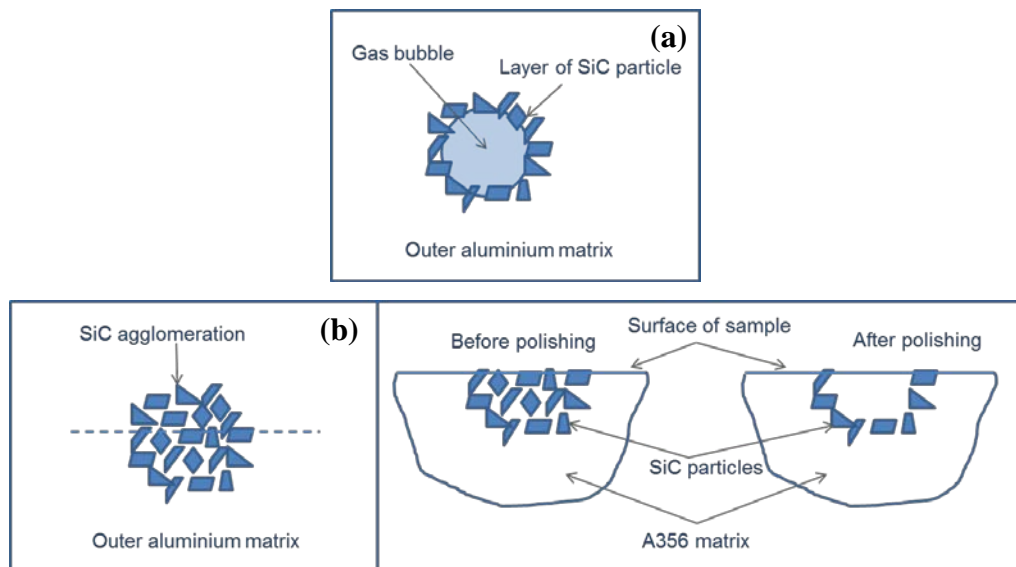 (a)
Gas bubble
Layer of SiC particle
Outer aluminium matrix
(b)
SiC agglomeration
Outer aluminium matrix
Surface of sample
Before polishing
After polishing
SiC particles
A356 matrix